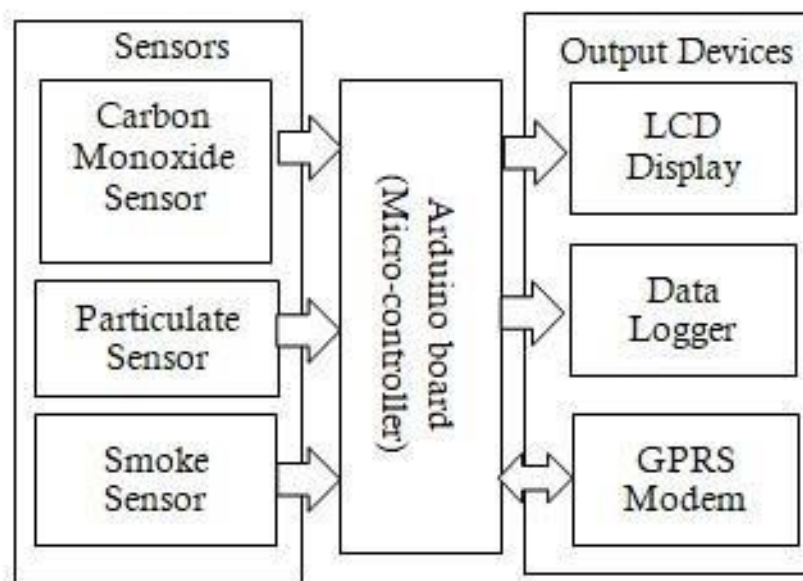 Sensors
Carbon
Monoxide
Sensor
Particulate
Sensor
Smoke
Sensor
Arduino board
(Micro-controller)
Output Devices
LCD
Display
Data
Logger
GPRS
Modem